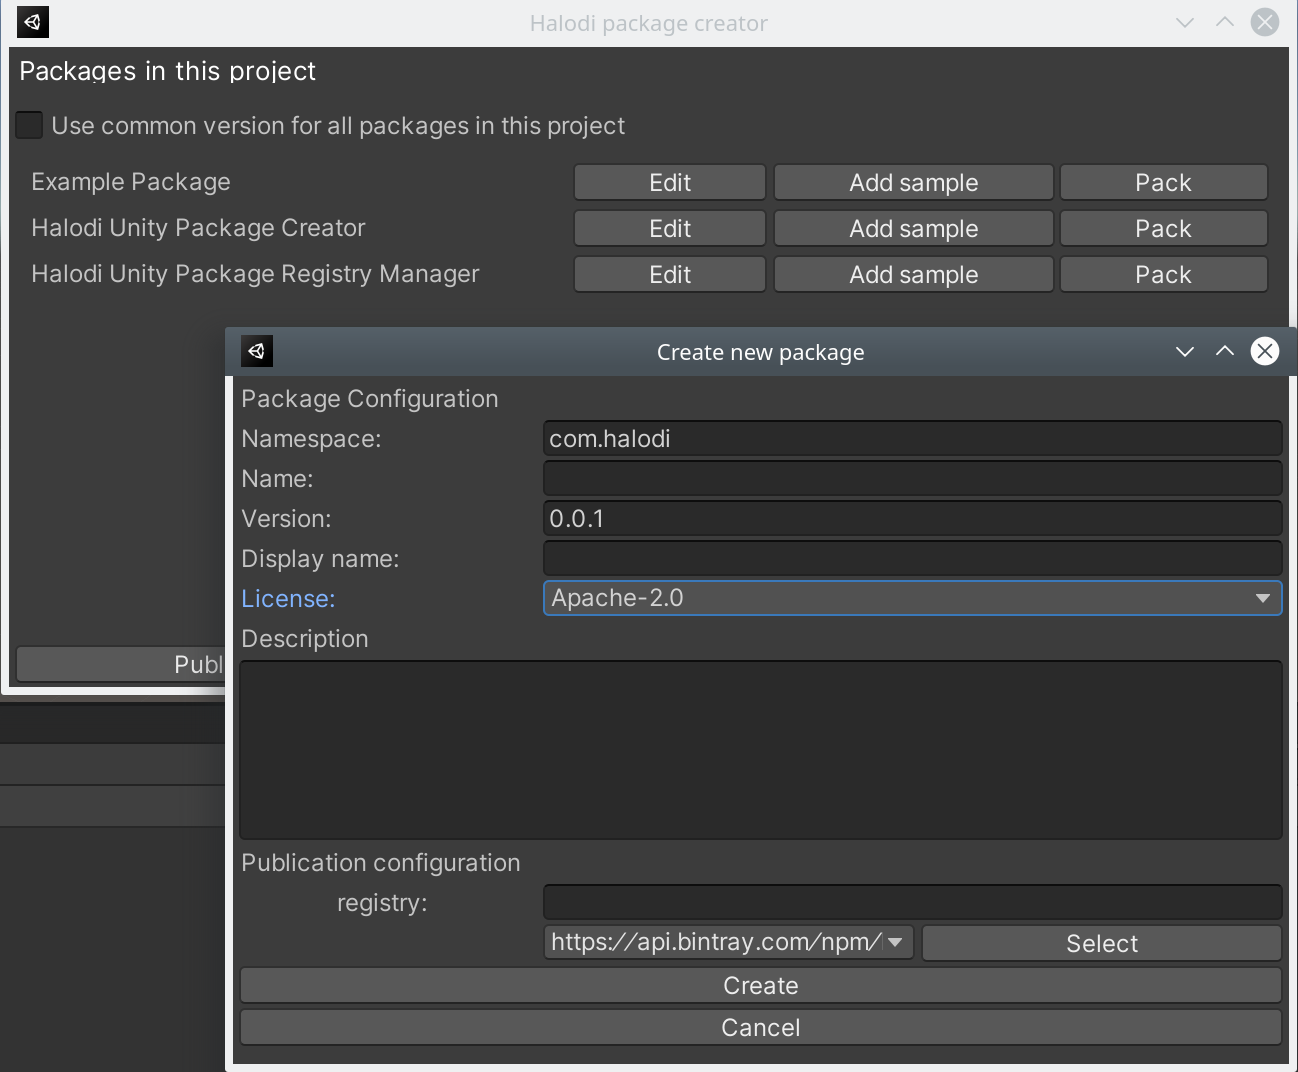 Halodi package creator
Packages in this project
Use common version for all packages in this project
Example Package Edit Add sample Pack
Halodi Unity Package Creator Edit Add sample Pack
Halodi Unity Package Registry Manager Edit Add sample Pack
Publ
Create new package
Package Configuration
Namespace: com.halodi
Name:
Version: 0.0.1
Display name:
License: Apache-2.0
Description
Publication configuration
registry:
https://api.bintray.com/npm/ Select
Create
Cancel